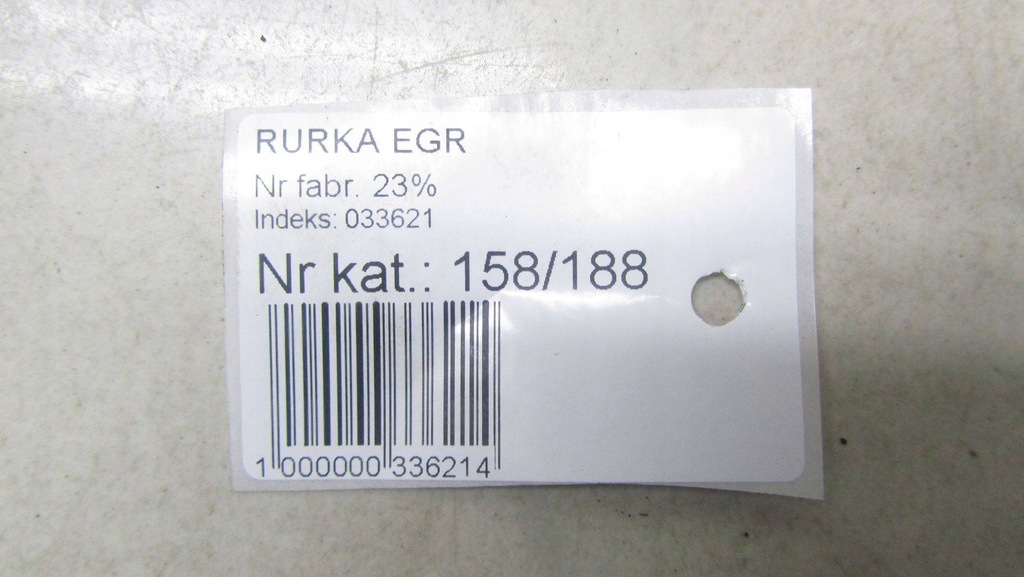 RURKA EGR
Nr fabr. 23%
Indeks: 033621
Nr kat.: 158/188
1 000000 336214